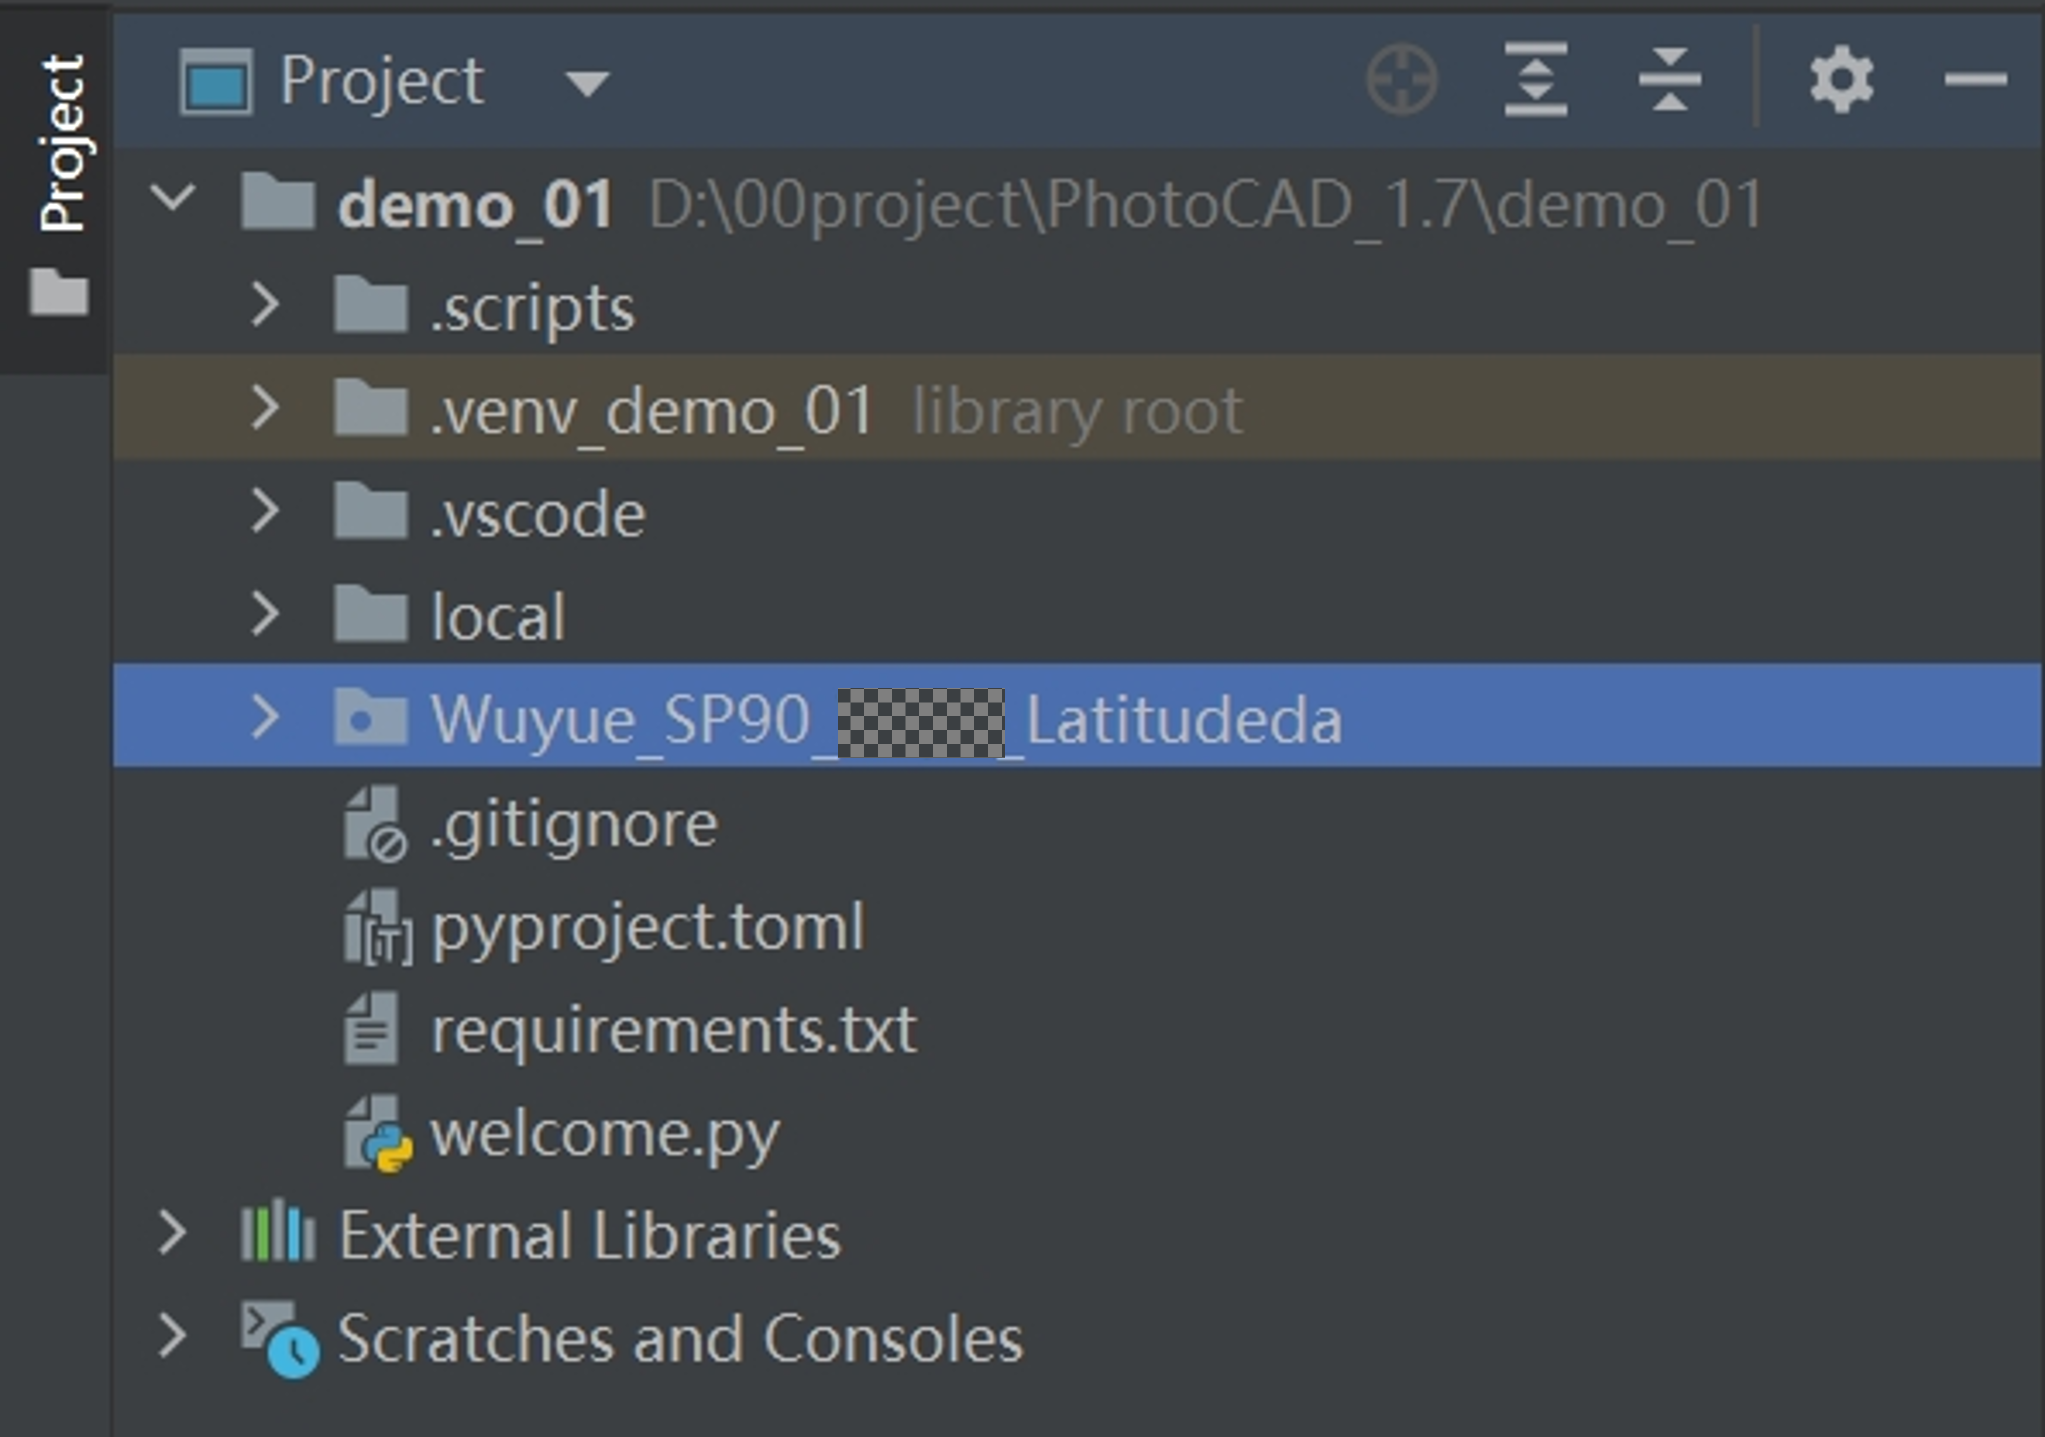 Project
Project
demo_01 D:\00project\PhotoCAD_1.7\demo_01
.scripts
.venv_demo_01 library root
.vscode
local
Wuyue_SP90_ _Latitudeda
.gitignore
pyproject.toml
requirements.txt
welcome.py
External Libraries
Scratches and Consoles